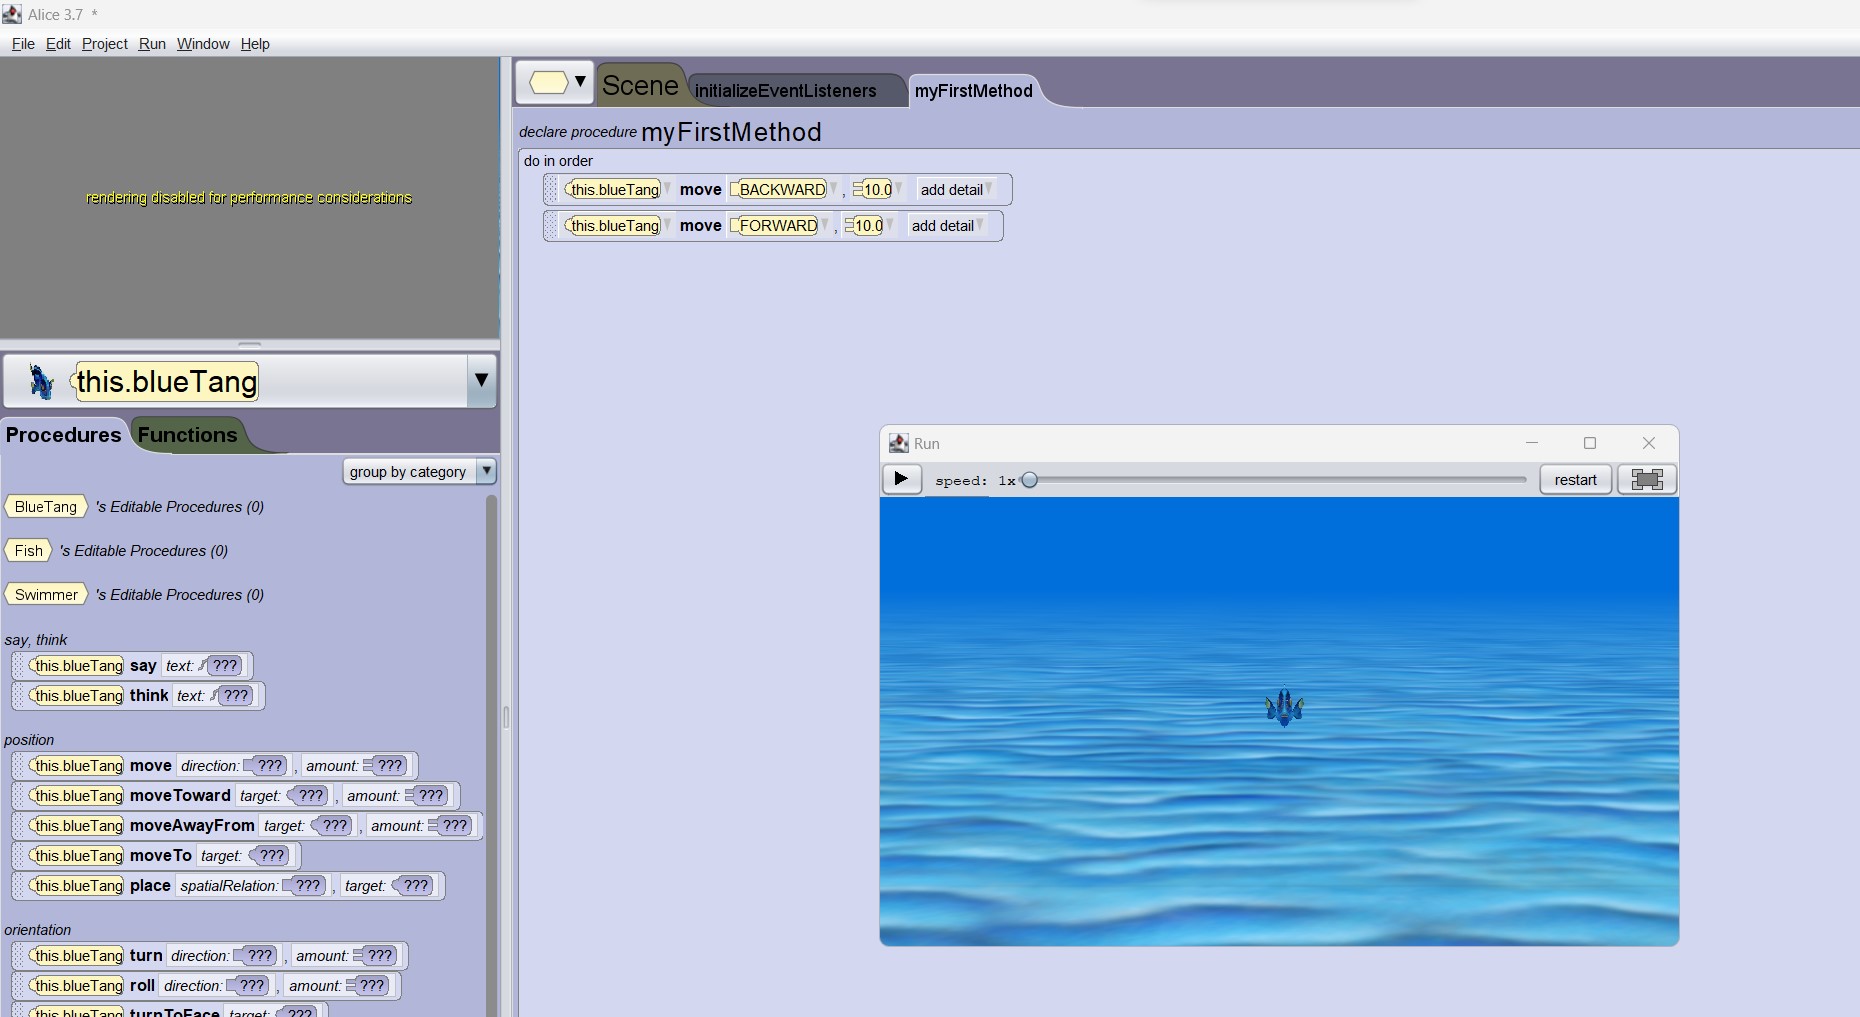 Alice 3.7 *
File Edit Project Run Window Help
rendering disabled for performance considerations
this.blueTang
Procedures Functions
group by category
BlueTang 's Editable Procedures (0)
Fish 's Editable Procedures (0)
Swimmer 's Editable Procedures (0)
say, think
this.blueTang say text: ???
this.blueTang think text: ???
position
this.blueTang move direction: ??? , amount: ???
this.blueTang moveToward target: ??? , amount: ???
this.blueTang moveAwayFrom target: ??? , amount: ???
this.blueTang moveTo target: ???
this.blueTang place spatialRelation: ??? , target: ???
orientation
this.blueTang turn direction: ??? , amount: ???
this.blueTang roll direction: ??? , amount: ???
this.blueTang turnToFace target: ???
Scene initializeEventListeners myFirstMethod
declare procedure myFirstMethod
do in order
this.blueTang move BACKWARD , 10.0 add detail
this.blueTang move FORWARD , 10.0 add detail
Run
speed: 1x restart